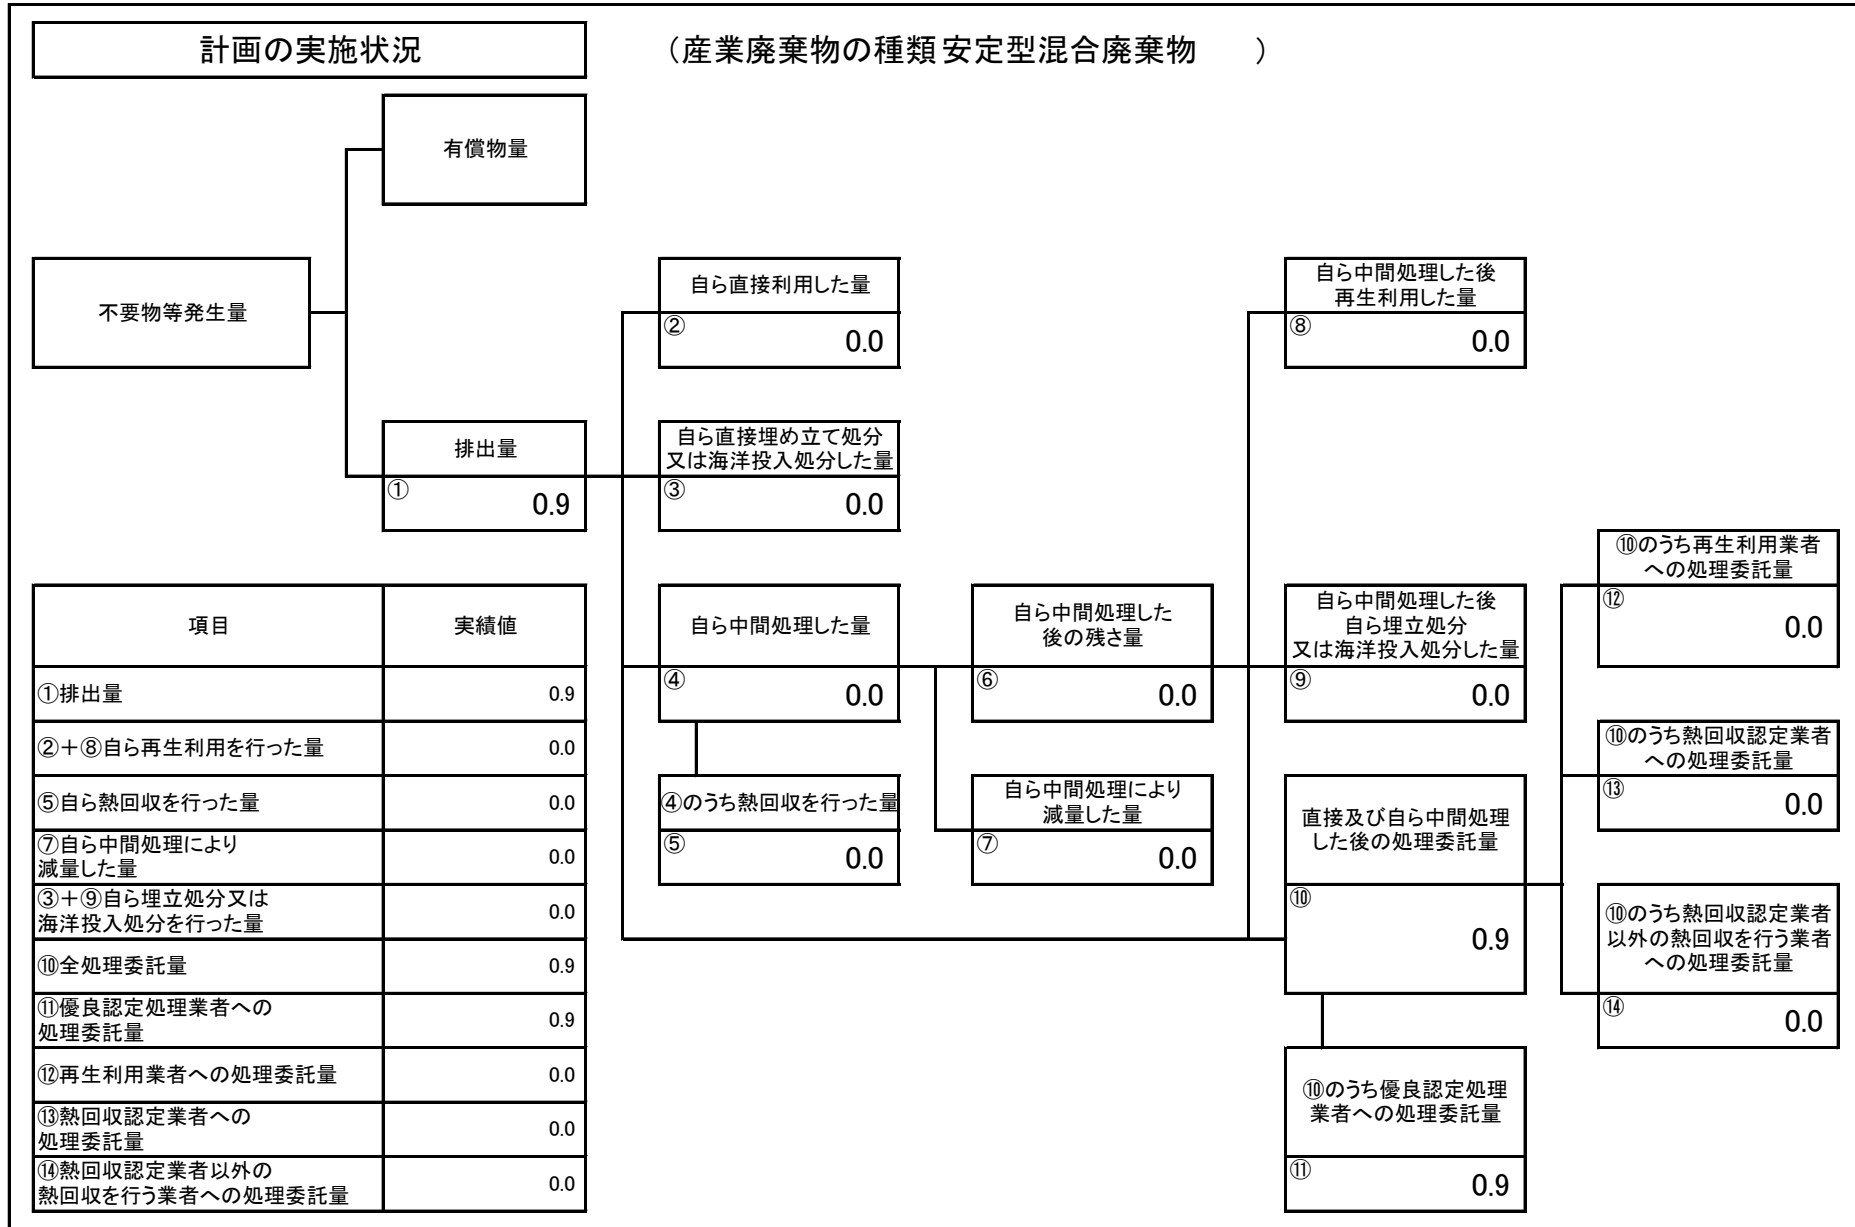 計画の実施状況
（産業廃棄物の種類 安定型混合廃棄物　　）
有償物量
不要物等発生量
自ら直接利用した量
②
0.0
自ら中間処理した後
再生利用した量
⑧
0.0
排出量
①
0.9
自ら直接埋め立て処分
又は海洋投入処分した量
③
0.0
自ら中間処理した量
④
0.0
自ら中間処理した
後の残さ量
⑥
0.0
自ら中間処理した後
自ら埋立処分
又は海洋投入処分した量
⑨
0.0
⑩のうち再生利用業者
への処理委託量
⑫
0.0
④のうち熱回収を行った量
⑤
0.0
自ら中間処理により
減量した量
⑦
0.0
直接及び自ら中間処理
した後の処理委託量
⑩
0.9
⑩のうち熱回収認定業者
への処理委託量
⑬
0.0
⑩のうち熱回収認定業者
以外の熱回収を行う業者
への処理委託量
⑭
0.0
⑩のうち優良認定処理
業者への処理委託量
⑪
0.9
項目 実績値
①排出量 0.9
②＋⑧自ら再生利用を行った量 0.0
⑤自ら熱回収を行った量 0.0
⑦自ら中間処理により
減量した量 0.0
③＋⑨自ら埋立処分又は
海洋投入処分を行った量 0.0
⑩全処理委託量 0.9
⑪優良認定処理業者への
処理委託量 0.9
⑫再生利用業者への処理委託量 0.0
⑬熱回収認定業者への
処理委託量 0.0
⑭熱回収認定業者以外の
熱回収を行う業者への処理委託量 0.0